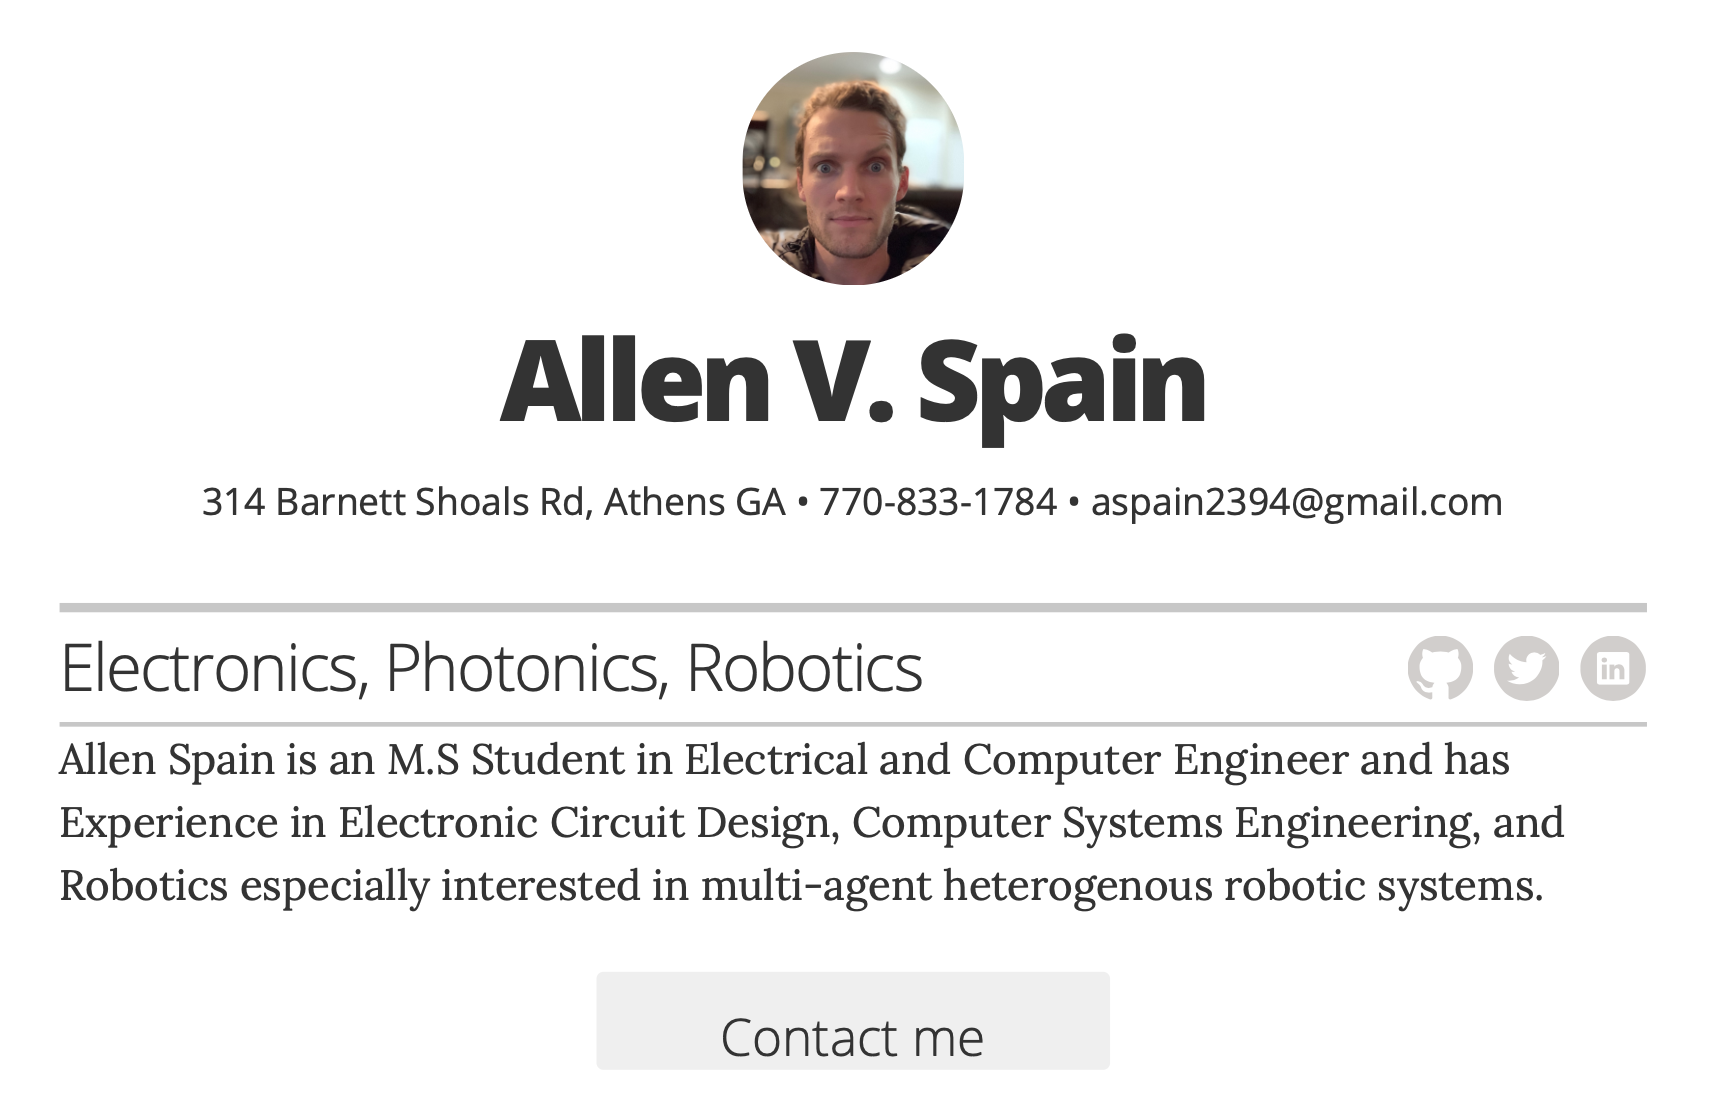 Allen V. Spain
314 Barnett Shoals Rd, Athens GA • 770-833-1784 • aspain2394@gmail.com
Electronics, Photonics, Robotics
in
Allen Spain is an M.S Student in Electrical and Computer Engineer and has
Experience in Electronic Circuit Design, Computer Systems Engineering, and
Robotics especially interested in multi-agent heterogenous robotic systems.
Contact me